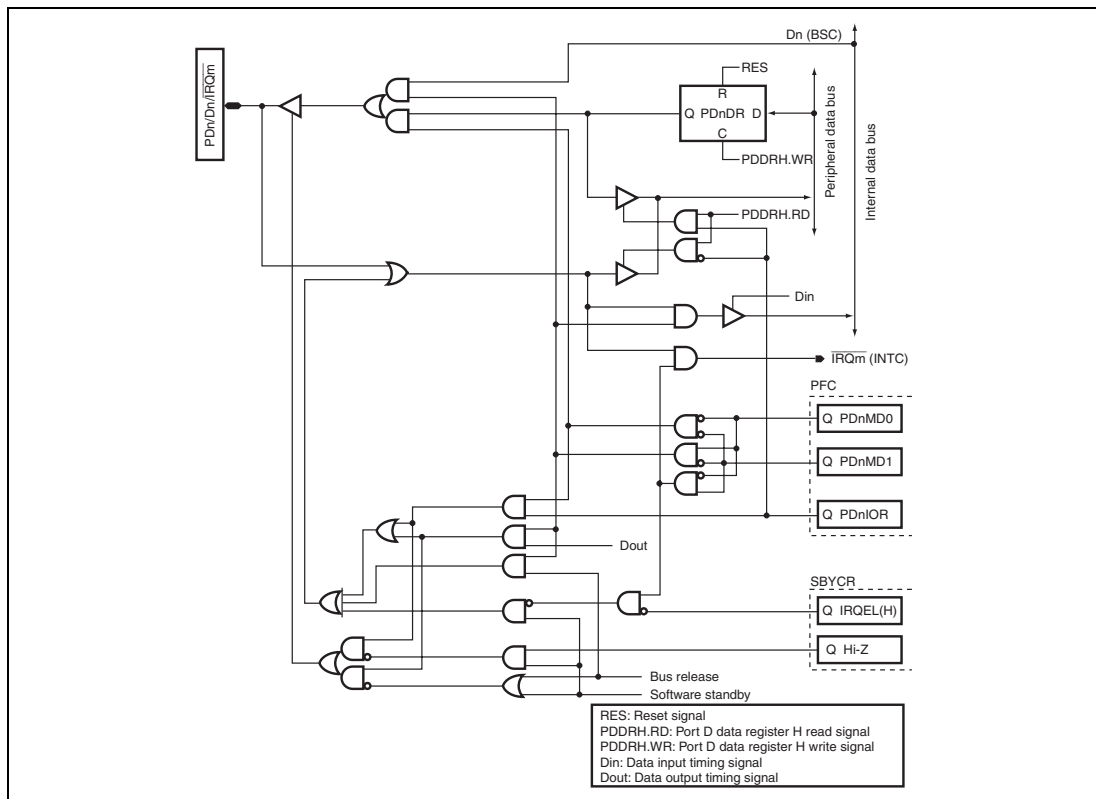 PDn/Dn/IRQm
Dn (BSC)
RES
R
Q PDnDR D
C
PDDRH.WR
Peripheral data bus
Internal data bus
PDDRH.RD
Din
IRQm (INTC)
PFC
Q PDnMD0
Q PDnMD1
Q PDnIOR
Dout
SBYCR
Q IRQEL(H)
Q Hi-Z
Bus release
Software standby
RES: Reset signal
PDDRH.RD: Port D data register H read signal
PDDRH.WR: Port D data register H write signal
Din: Data input timing signal
Dout: Data output timing signal